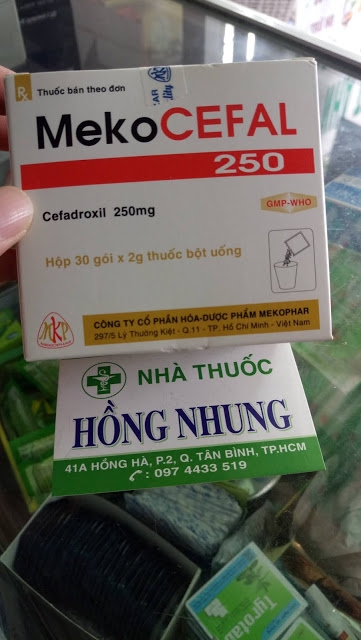 Rx Thuốc bán theo đơn
MekoCEFAL
250
Cefadroxil 250mg
GMP-WHO
Hộp 30 gói x 2g thuốc bột uống
MKP
CÔNG TY CỔ PHẦN HÓA-DƯỢC PHẨM MEKOPHAR
297/5 Lý Thường Kiệt - Q.11 - TP. Hồ Chí Minh - Việt Nam
NHÀ THUỐC
HỒNG NHUNG
41A HỒNG HÀ, P.2, Q. TÂN BÌNH, TP.HCM
: 097 4433 519